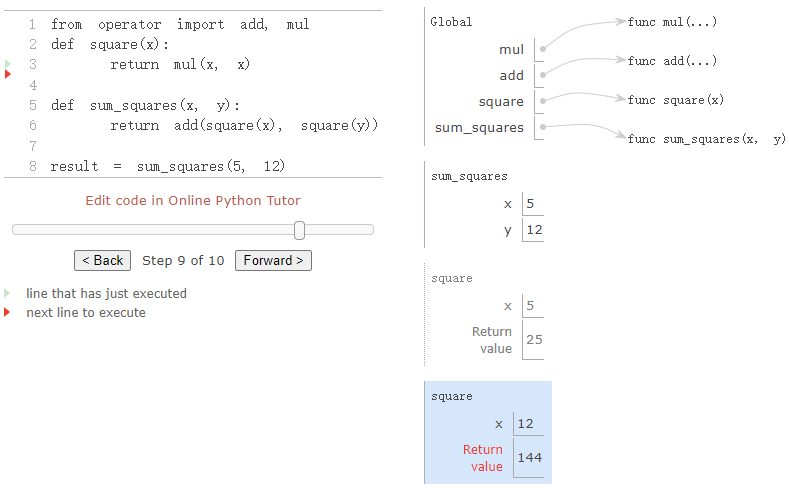 1 from operator import add, mul
2 def square(x):
3 return mul(x, x)
4
5 def sum_squares(x, y):
6 return add(square(x), square(y))
7
8 result = sum_squares(5, 12)
Edit code in Online Python Tutor
< Back Step 9 of 10 Forward >
line that has just executed
next line to execute
Global
mul
add
square
sum_squares
func mul(...)
func add(...)
func square(x)
func sum_squares(x, y)
sum_squares
x 5
y 12
square
x 5
Return
value 25
square
x 12
Return
value 144